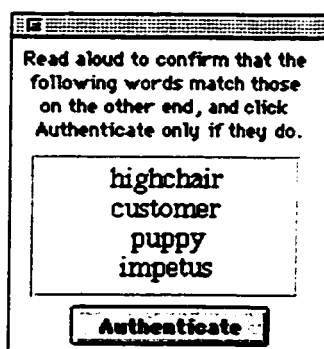 Read aloud to confirm that the
following words match those
on the other end, and click
Authenticate only if they do.
highchair
customer
puppy
impetus
Authenticate